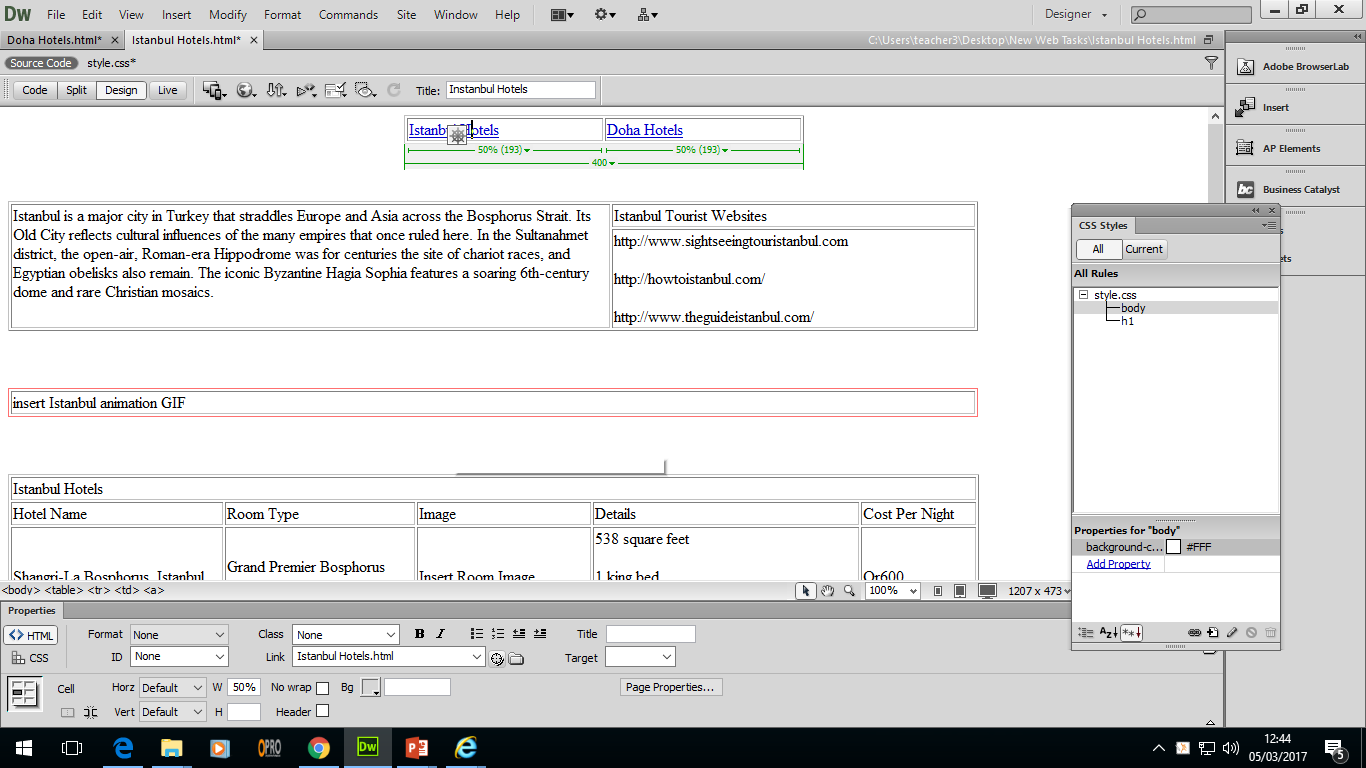 Dw File Edit View Insert Modify Format Commands Site Window Help Designer
Doha Hotels.html* Istanbul Hotels.html* C:\Users\teacher3\Desktop\New Web Tasks\Istanbul Hotels.html
Source Code style.css*
Code Split Design Live Title: Instanbul Hotels
Adobe BrowserLab
Insert
AP Elements
Business Catalyst
Istanbul Hotels Doha Hotels
50% (193) 50% (193)
400
Istanbul is a major city in Turkey that straddles Europe and Asia across the Bosphorus Strait. Its
Old City reflects cultural influences of the many empires that once ruled here. In the Sultanahmet
district, the open-air, Roman-era Hippodrome was for centuries the site of chariot races, and
Egyptian obelisks also remain. The iconic Byzantine Hagia Sophia features a soaring 6th-century
dome and rare Christian mosaics.
Istanbul Tourist Websites
http://www.sightseeingtouristanbul.com
http://howtoistanbul.com/
http://www.theguideistanbul.com/
insert Istanbul animation GIF
Istanbul Hotels
Hotel Name Room Type Image Details Cost Per Night
538 square feet
Grand Premier Bosphorus
Shangri-La Bosphorus, Istanbul Insert Room Image 1 king bed Qr600
CSS Styles
All Current
All Rules
style.css
body
h1
Properties for "body"
background-c... #FFF
Add Property
<body> <table> <tr> <td> <a> 100% 1207 x 473
Properties
HTML Format None Class None B I Title
CSS ID None Link Istanbul Hotels.html Target
Cell Horz Default W 50% No wrap Bg Page Properties...
Vert Default H Header
OPRO Dw 12:44
05/03/2017 5